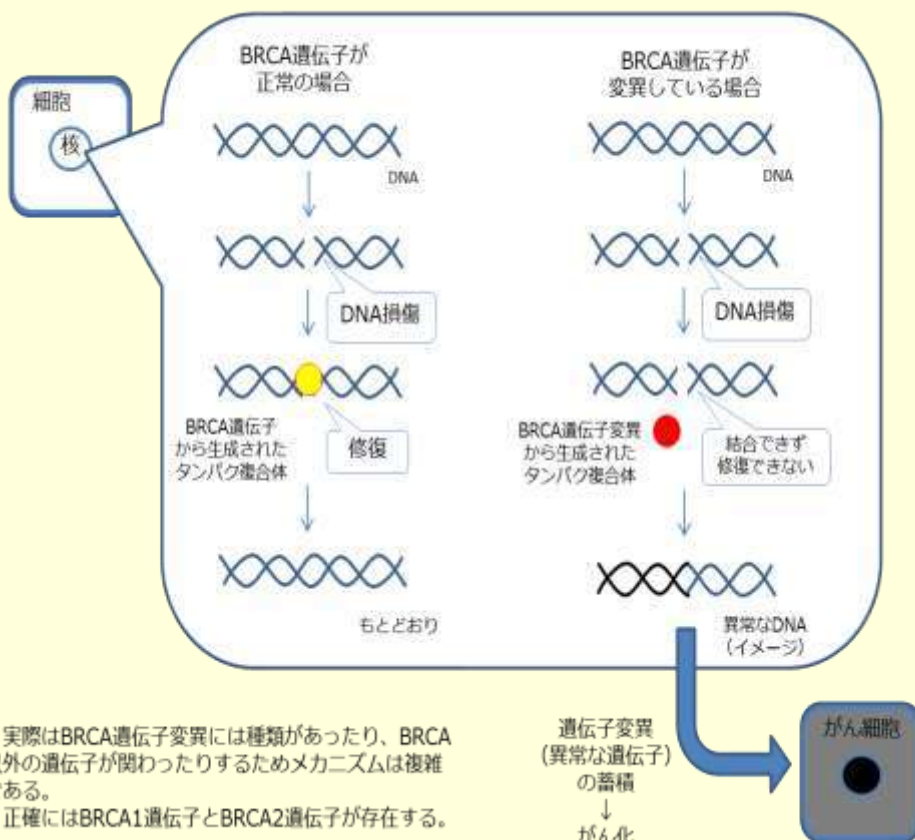 細胞
核
BRCA遺伝子が
正常の場合
DNA
DNA損傷
BRCA遺伝子
から生成された
タンパク複合体
修復
もとどおり
BRCA遺伝子が
変異している場合
DNA
DNA損傷
BRCA遺伝子変異
から生成された
タンパク複合体
結合できず
修復できない
異常なDNA
(イメージ)
実際はBRCA遺伝子変異には種類があったり、BRCA
外の遺伝子が関わったりするためメカニズムは複雑
ある。
正確にはBRCA1遺伝子とBRCA2遺伝子が存在する。
遺伝子変異
(異常な遺伝子)
の蓄積
↓
がん化
がん細胞